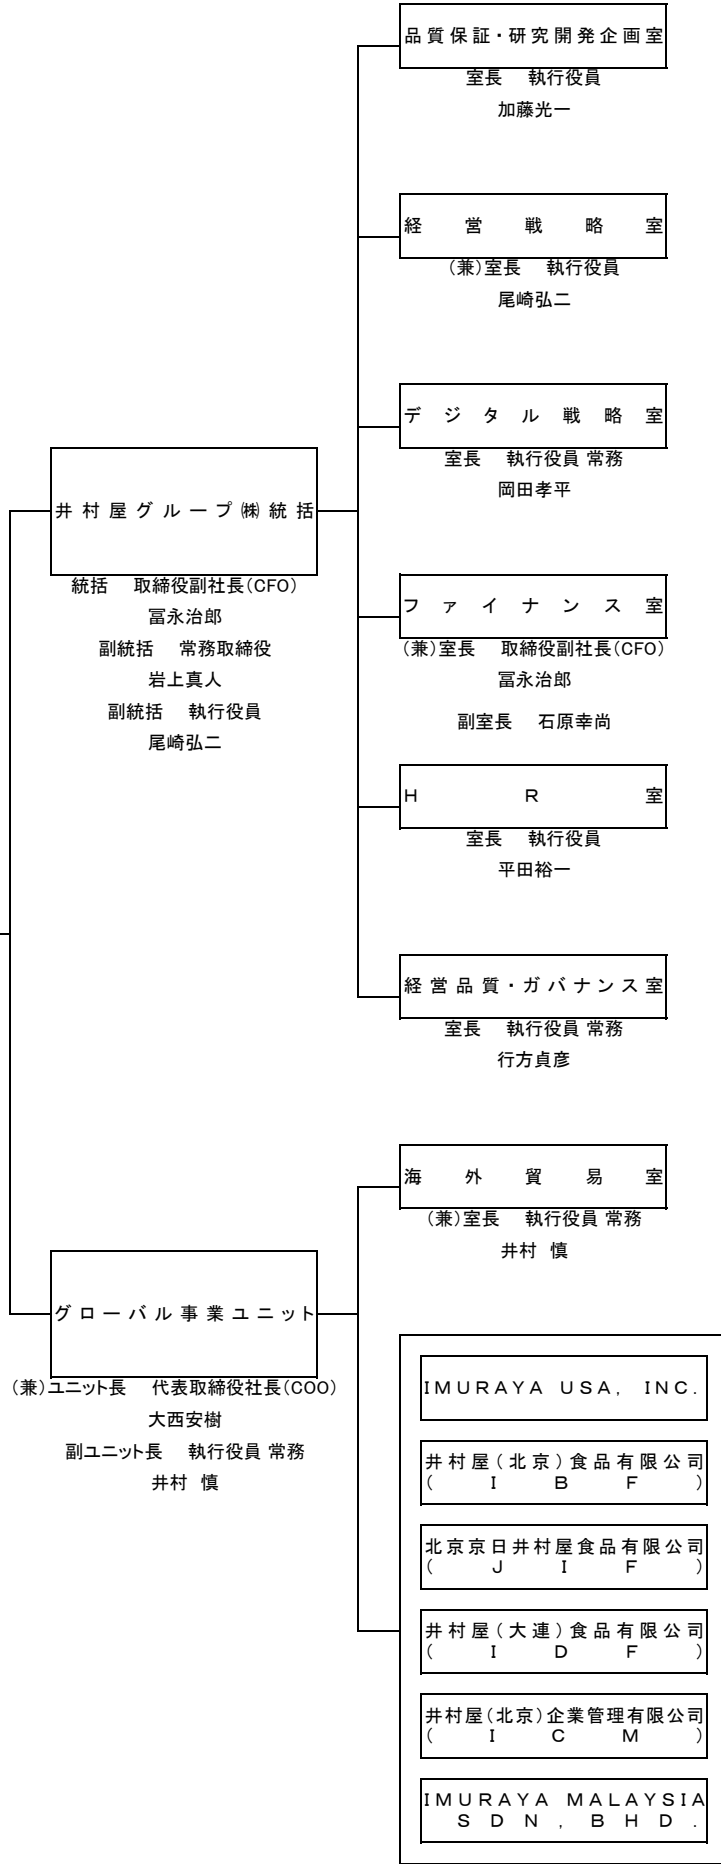 品質保証・研究開発企画室
室長　執行役員
加藤光一
経営戦略室
（兼）室長　執行役員
尾崎弘二
デジタル戦略室
室長　執行役員 常務
岡田孝平
井村屋グループ㈱統括
統括　取締役副社長（CFO）
冨永治郎
副統括　常務取締役
岩上真人
副統括　執行役員
尾崎弘二
ファイナンス室
（兼）室長　取締役副社長（CFO）
冨永治郎
副室長　石原幸尚
ＨＲ室
室長　執行役員
平田裕一
経営品質・ガバナンス室
室長　執行役員 常務
行方貞彦
海外貿易室
（兼）室長　執行役員 常務
井村 慎
グローバル事業ユニット
（兼）ユニット長　代表取締役社長（COO）
大西安樹
副ユニット長　執行役員 常務
井村 慎
IMURAYA USA, INC.
井村屋（北京）食品有限公司
（ＩＢＦ）
北京京日井村屋食品有限公司
（ＪＩＦ）
井村屋（大連）食品有限公司
（ＩＤＦ）
井村屋（北京）企業管理有限公司
（ＩＣＭ）
IMURAYA MALAYSIA
SDN, BHD.